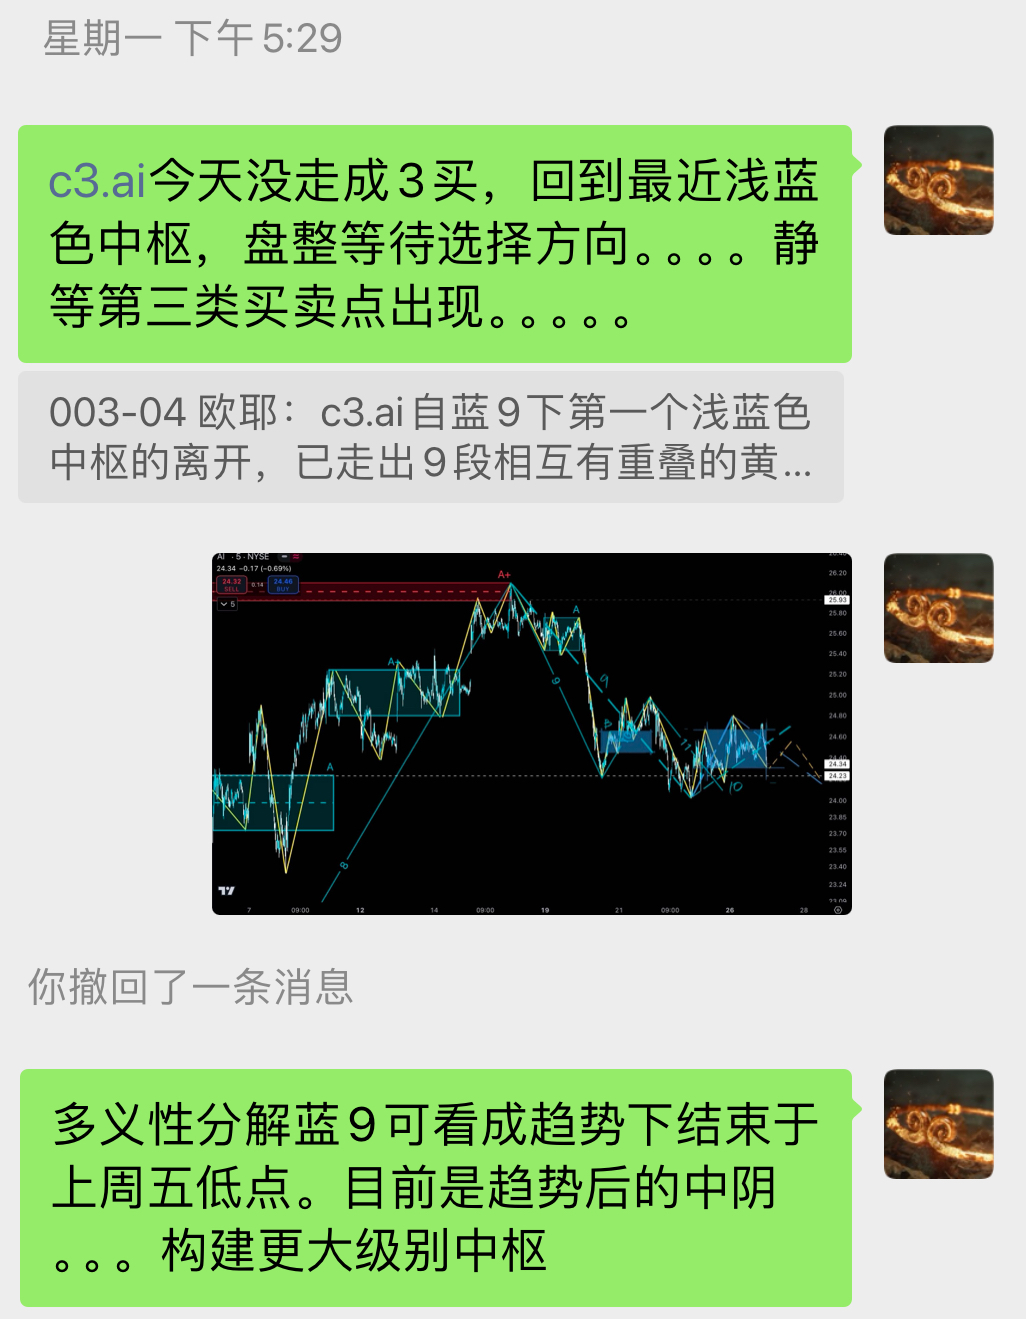 星期一 下午5:29
c3.ai今天没走成3买，回到最近浅蓝
色中枢，盘整等待选择方向。。。。静
等第三类买卖点出现。。。。。
003-04 欧耶：c3.ai自蓝9下第一个浅蓝色
中枢的离开，已走出9段相互有重叠的黄...
AI · 5 · NYSE
24.34 −0.17 (−0.69%)
24.32 0.14 24.46
SELL BUY
5
A+
A
A+
A
A
9
9
11
10
8
26.40
26.20
26.00
25.93
25.80
25.60
25.40
25.20
25.00
24.80
24.60
24.40
24.34
24.23
24.00
23.85
23.70
23.55
23.40
23.24
23.09
7 09:00 12 14 09:00 19 21 09:00 26 28
你撤回了一条消息
多义性分解蓝9可看成趋势下结束于
上周五低点。目前是趋势后的中阴
。。。构建更大级别中枢